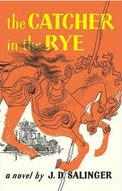 the CATCHER
in the RYE
a novel by J. D. SALINGER